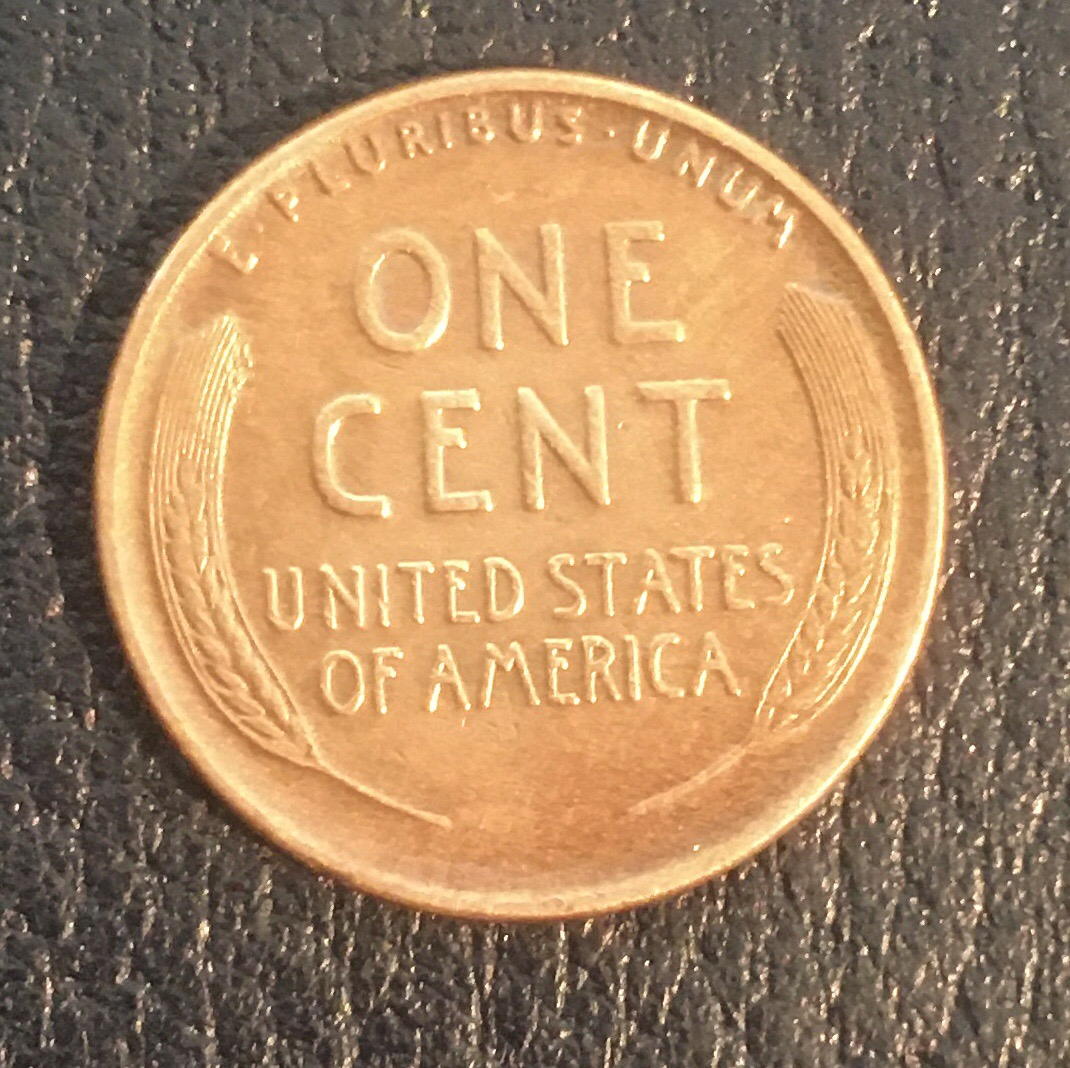 E·PLURIBUS·UNUM
ONE
CENT
UNITED STATES
OF AMERICA